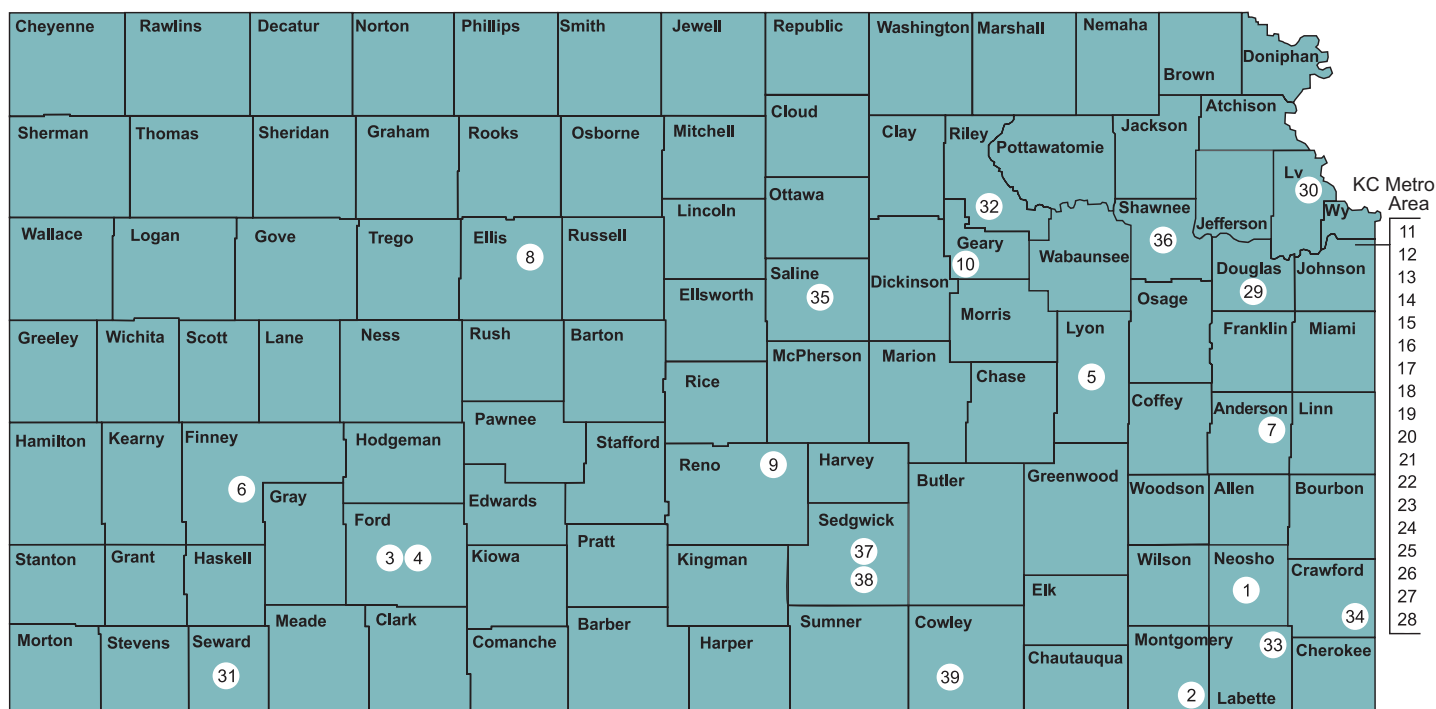 Cheyenne Rawlins Decatur Norton Phillips Smith Jewell Republic Washington Marshall Nemaha
Brown Doniphan
Atchison
Sherman Thomas Sheridan Graham Rooks Osborne Mitchell Cloud Clay Riley Pottawatomie Jackson
Lv
30
KC Metro
Area
Ottawa
Lincoln 32 Shawnee Jefferson Wy
Wallace Logan Gove Trego Ellis Russell Geary Wabaunsee 36
8 10
11
12
13
14
15
16
17
18
19
20
21
22
23
24
25
26
27
28
Saline Dickinson Douglas Johnson
Ellsworth 35 Osage 29
Morris
Greeley Wichita Scott Lane Ness Rush Barton McPherson Marion Lyon Franklin Miami
Rice Chase 5
Coffey Anderson Linn
7
Hamilton Kearny Finney Hodgeman Pawnee Stafford
Reno 9 Harvey Butler Greenwood
6 Gray Edwards Woodson Allen Bourbon
Ford Sedgwick
3 4 37
38
Stanton Grant Haskell Kiowa Pratt Kingman Wilson Neosho Crawford
Elk 1
34
Morton Stevens Seward Meade Clark Comanche Barber Harper Sumner Cowley Chautauqua Montgomery 33 Cherokee
31 39 2 Labette